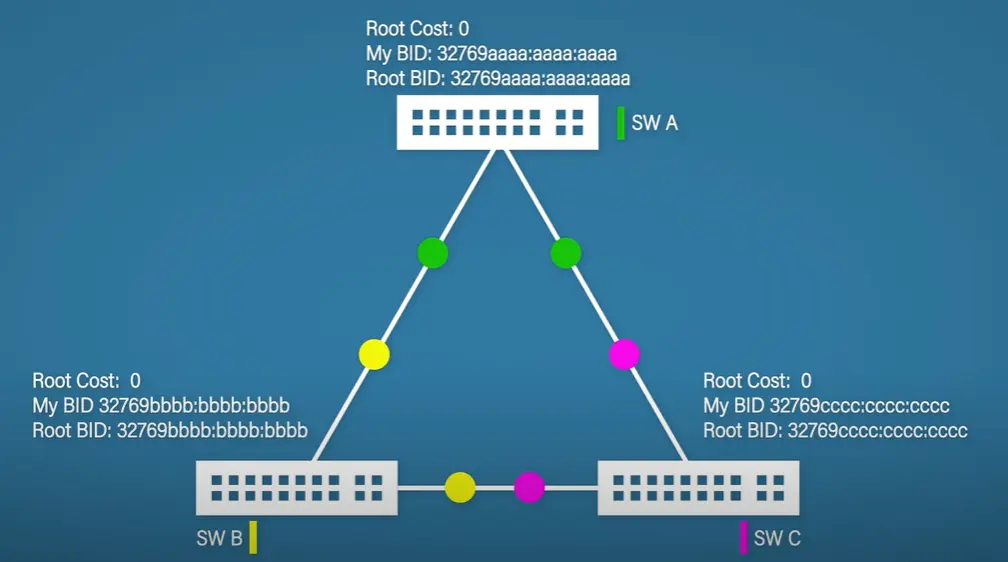 Root Cost: 0
My BID: 32769aaaa:aaaa:aaaa
Root BID: 32769aaaa:aaaa:aaaa
SW A
Root Cost: 0
My BID 32769bbbb:bbbb:bbbb
Root BID: 32769bbbb:bbbb:bbbb
Root Cost: 0
My BID 32769cccc:cccc:cccc
Root BID: 32769cccc:cccc:cccc
SW B
SW C